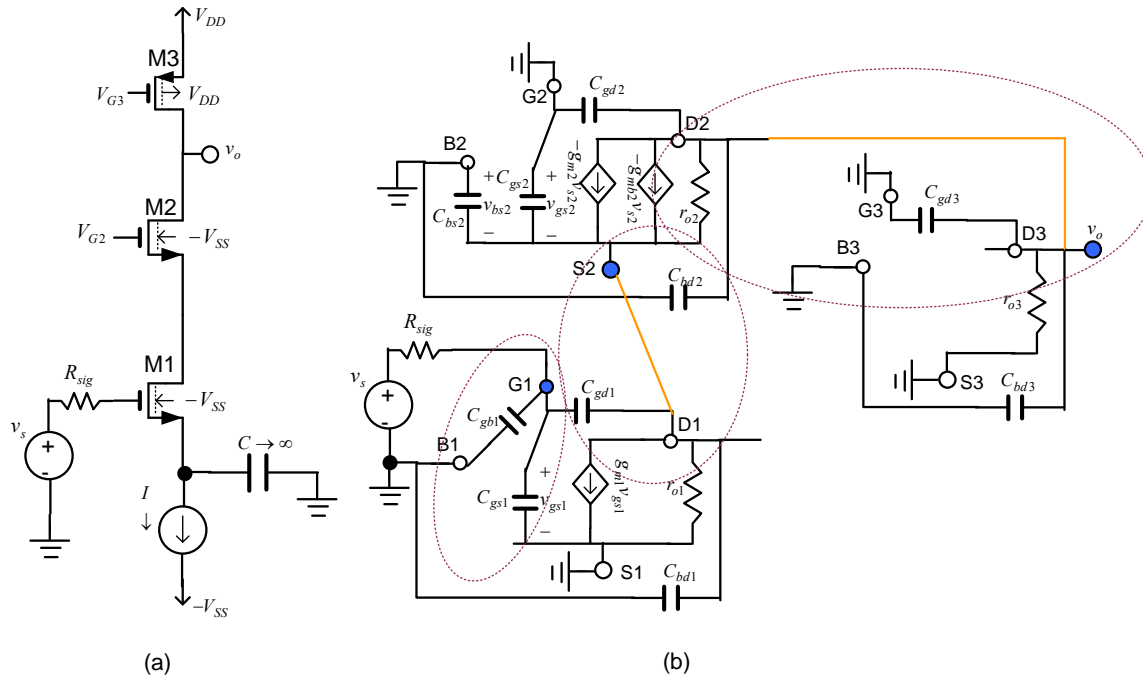 V_DD
M3
V_G3
V_DD
v_o
M2
V_G2
-V_SS
M1
R_sig
-V_SS
v_s
+
-
C → ∞
I
↓
-V_SS
(a)
G2
C_gd2
D2
B2
C_gs2
+
v_bs2
-
C_bs2
+
v_gs2
-
-g_m2 v_s2
-g_mb2 v_s2
r_o2
S2
C_bd2
G3
C_gd3
D3
v_o
B3
r_o3
S3
C_bd3
R_sig
v_s
+
-
G1
C_gd1
C_gb1
B1
D1
C_gs1
+
v_gs1
-
g_m1 v_gs1
r_o1
S1
C_bd1
(b)